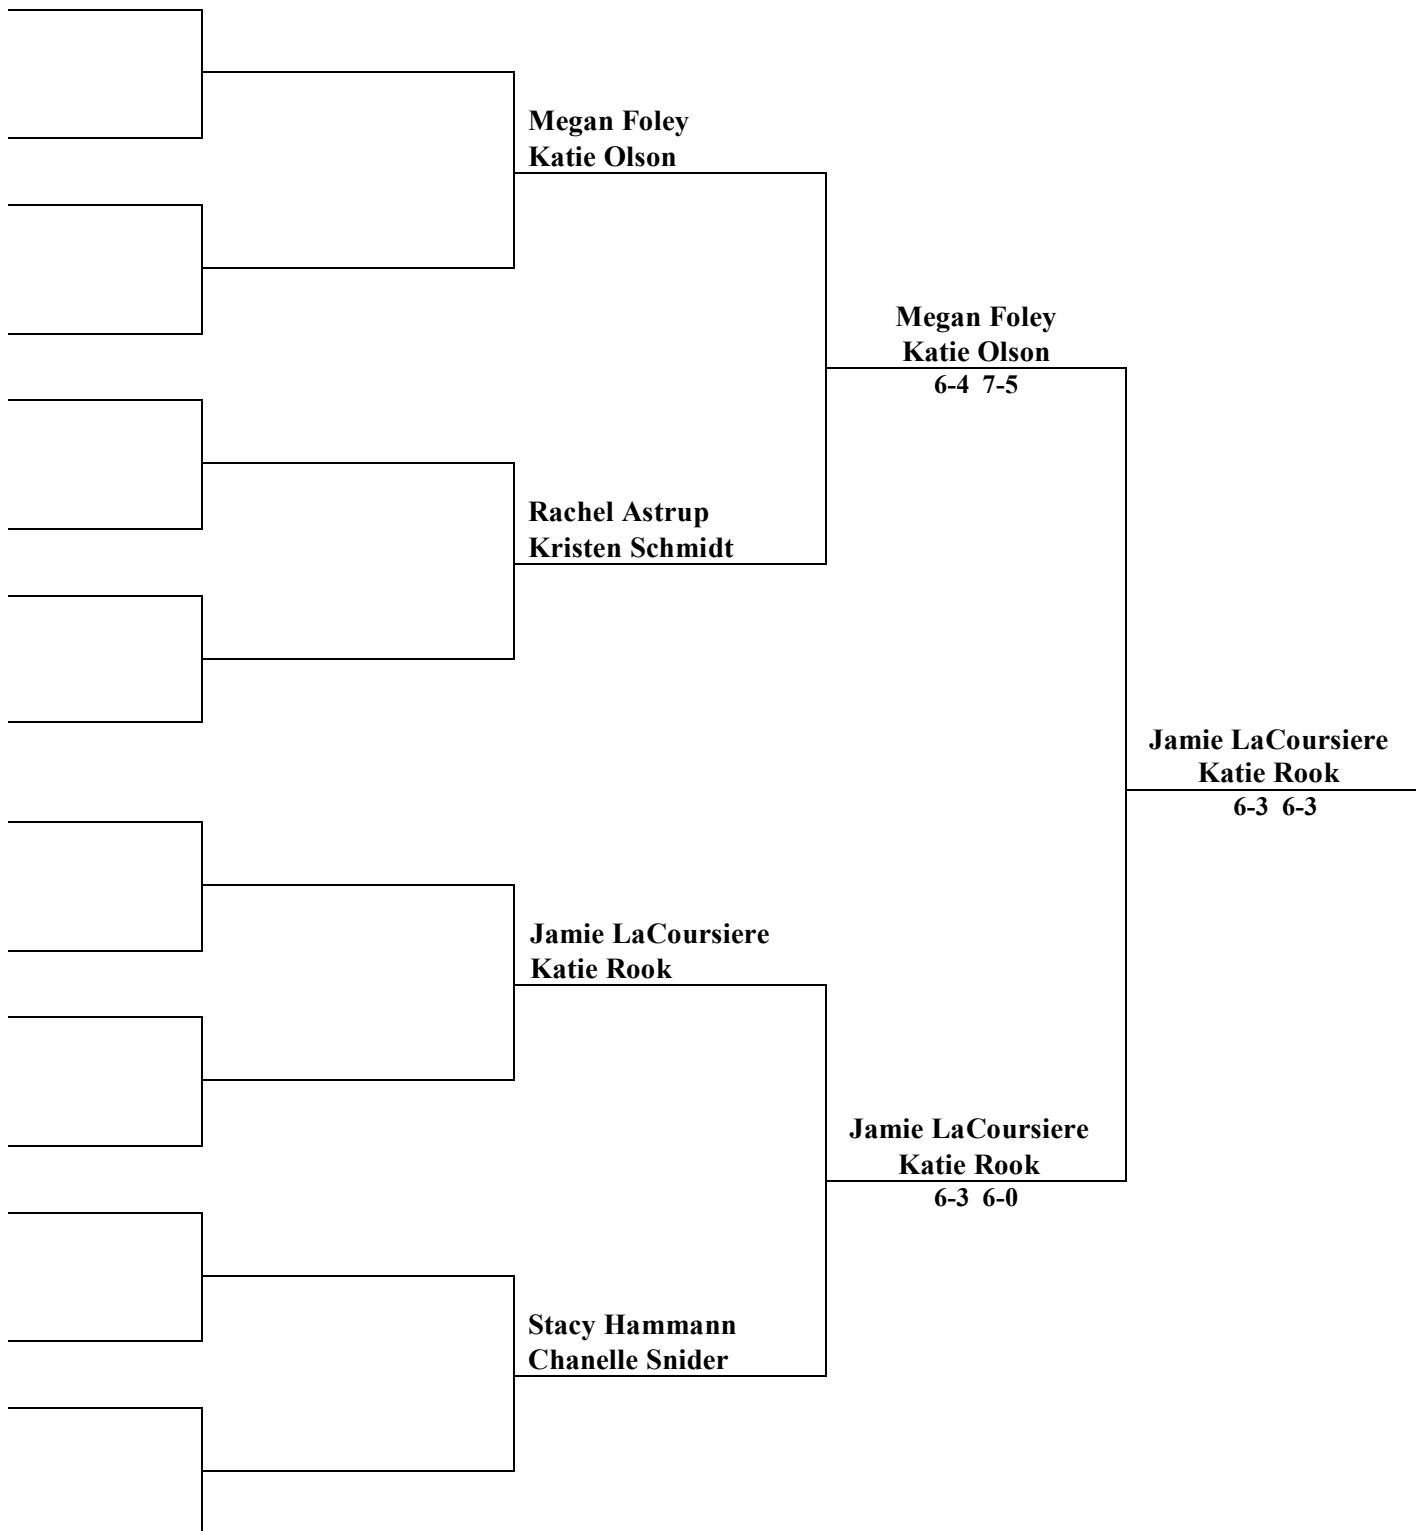 Megan Foley
Katie Olson
Megan Foley
Katie Olson
6-4 7-5
Rachel Astrup
Kristen Schmidt
Jamie LaCoursiere
Katie Rook
6-3 6-3
Jamie LaCoursiere
Katie Rook
Jamie LaCoursiere
Katie Rook
6-3 6-0
Stacy Hammann
Chanelle Snider